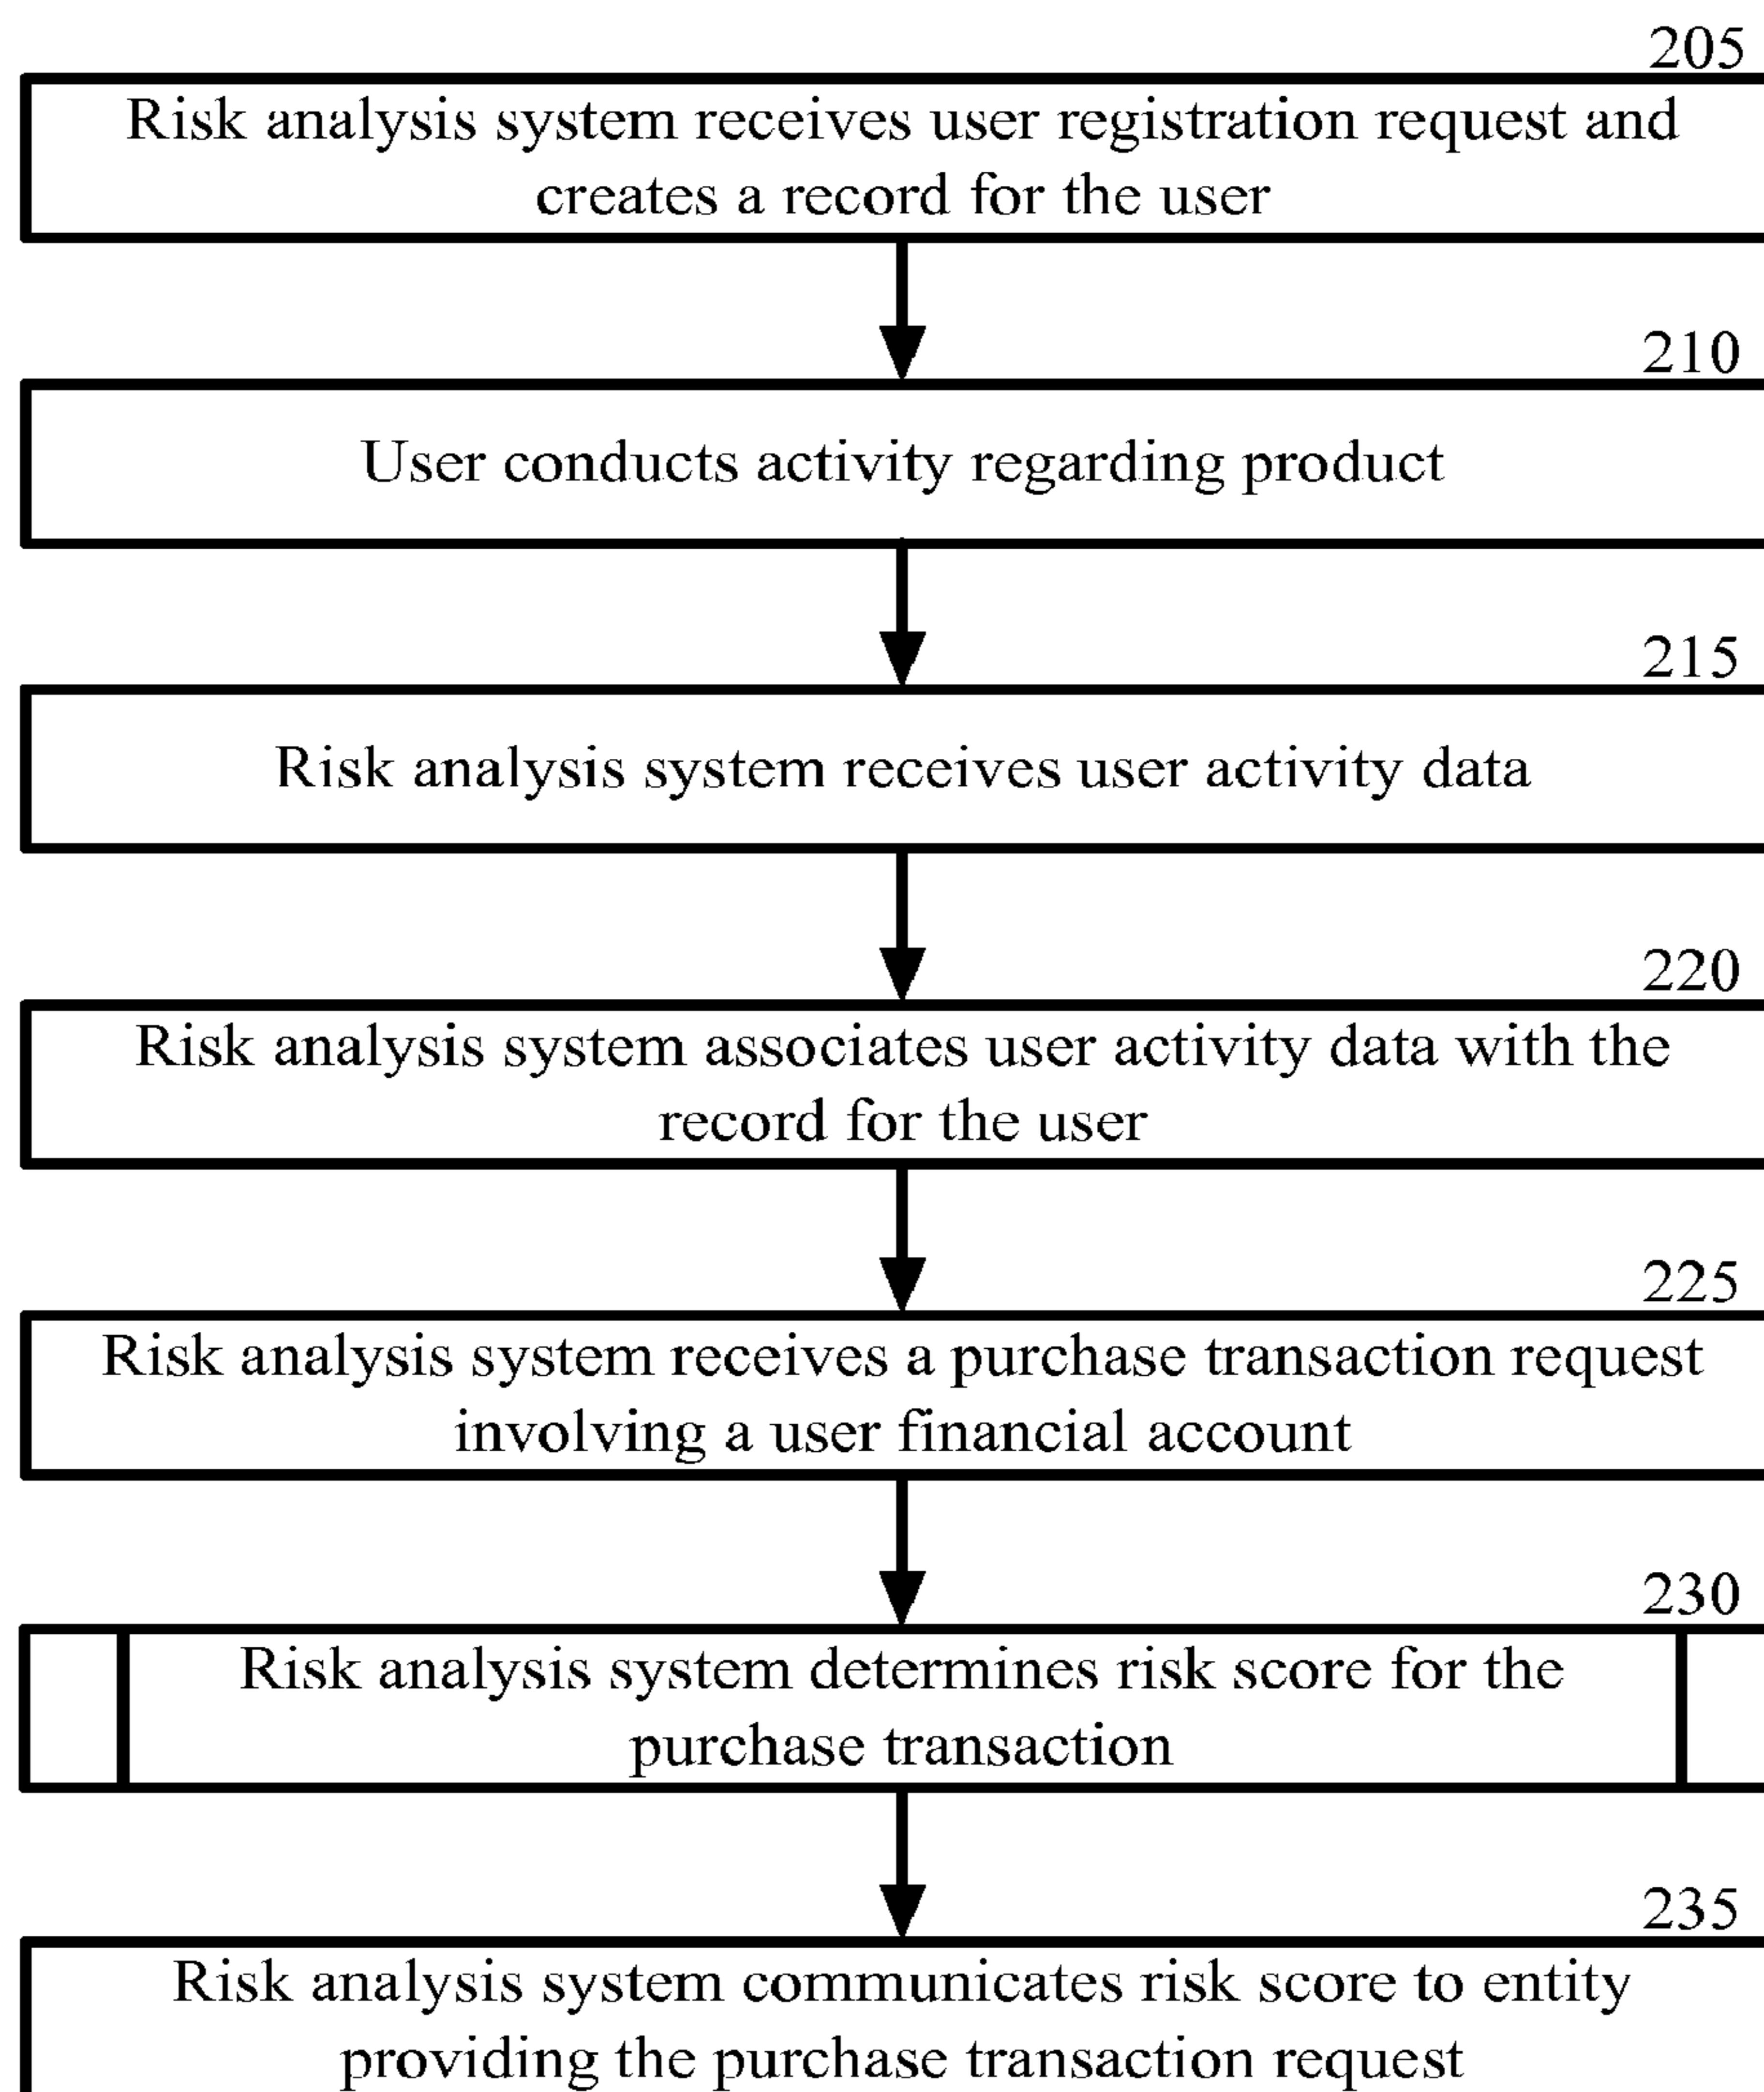 205
Risk analysis system receives user registration request and
creates a record for the user
210
User conducts activity regarding product
215
Risk analysis system receives user activity data
220
Risk analysis system associates user activity data with the
record for the user
225
Risk analysis system receives a purchase transaction request
involving a user financial account
230
Risk analysis system determines risk score for the
purchase transaction
235
Risk analysis system communicates risk score to entity
providing the purchase transaction request